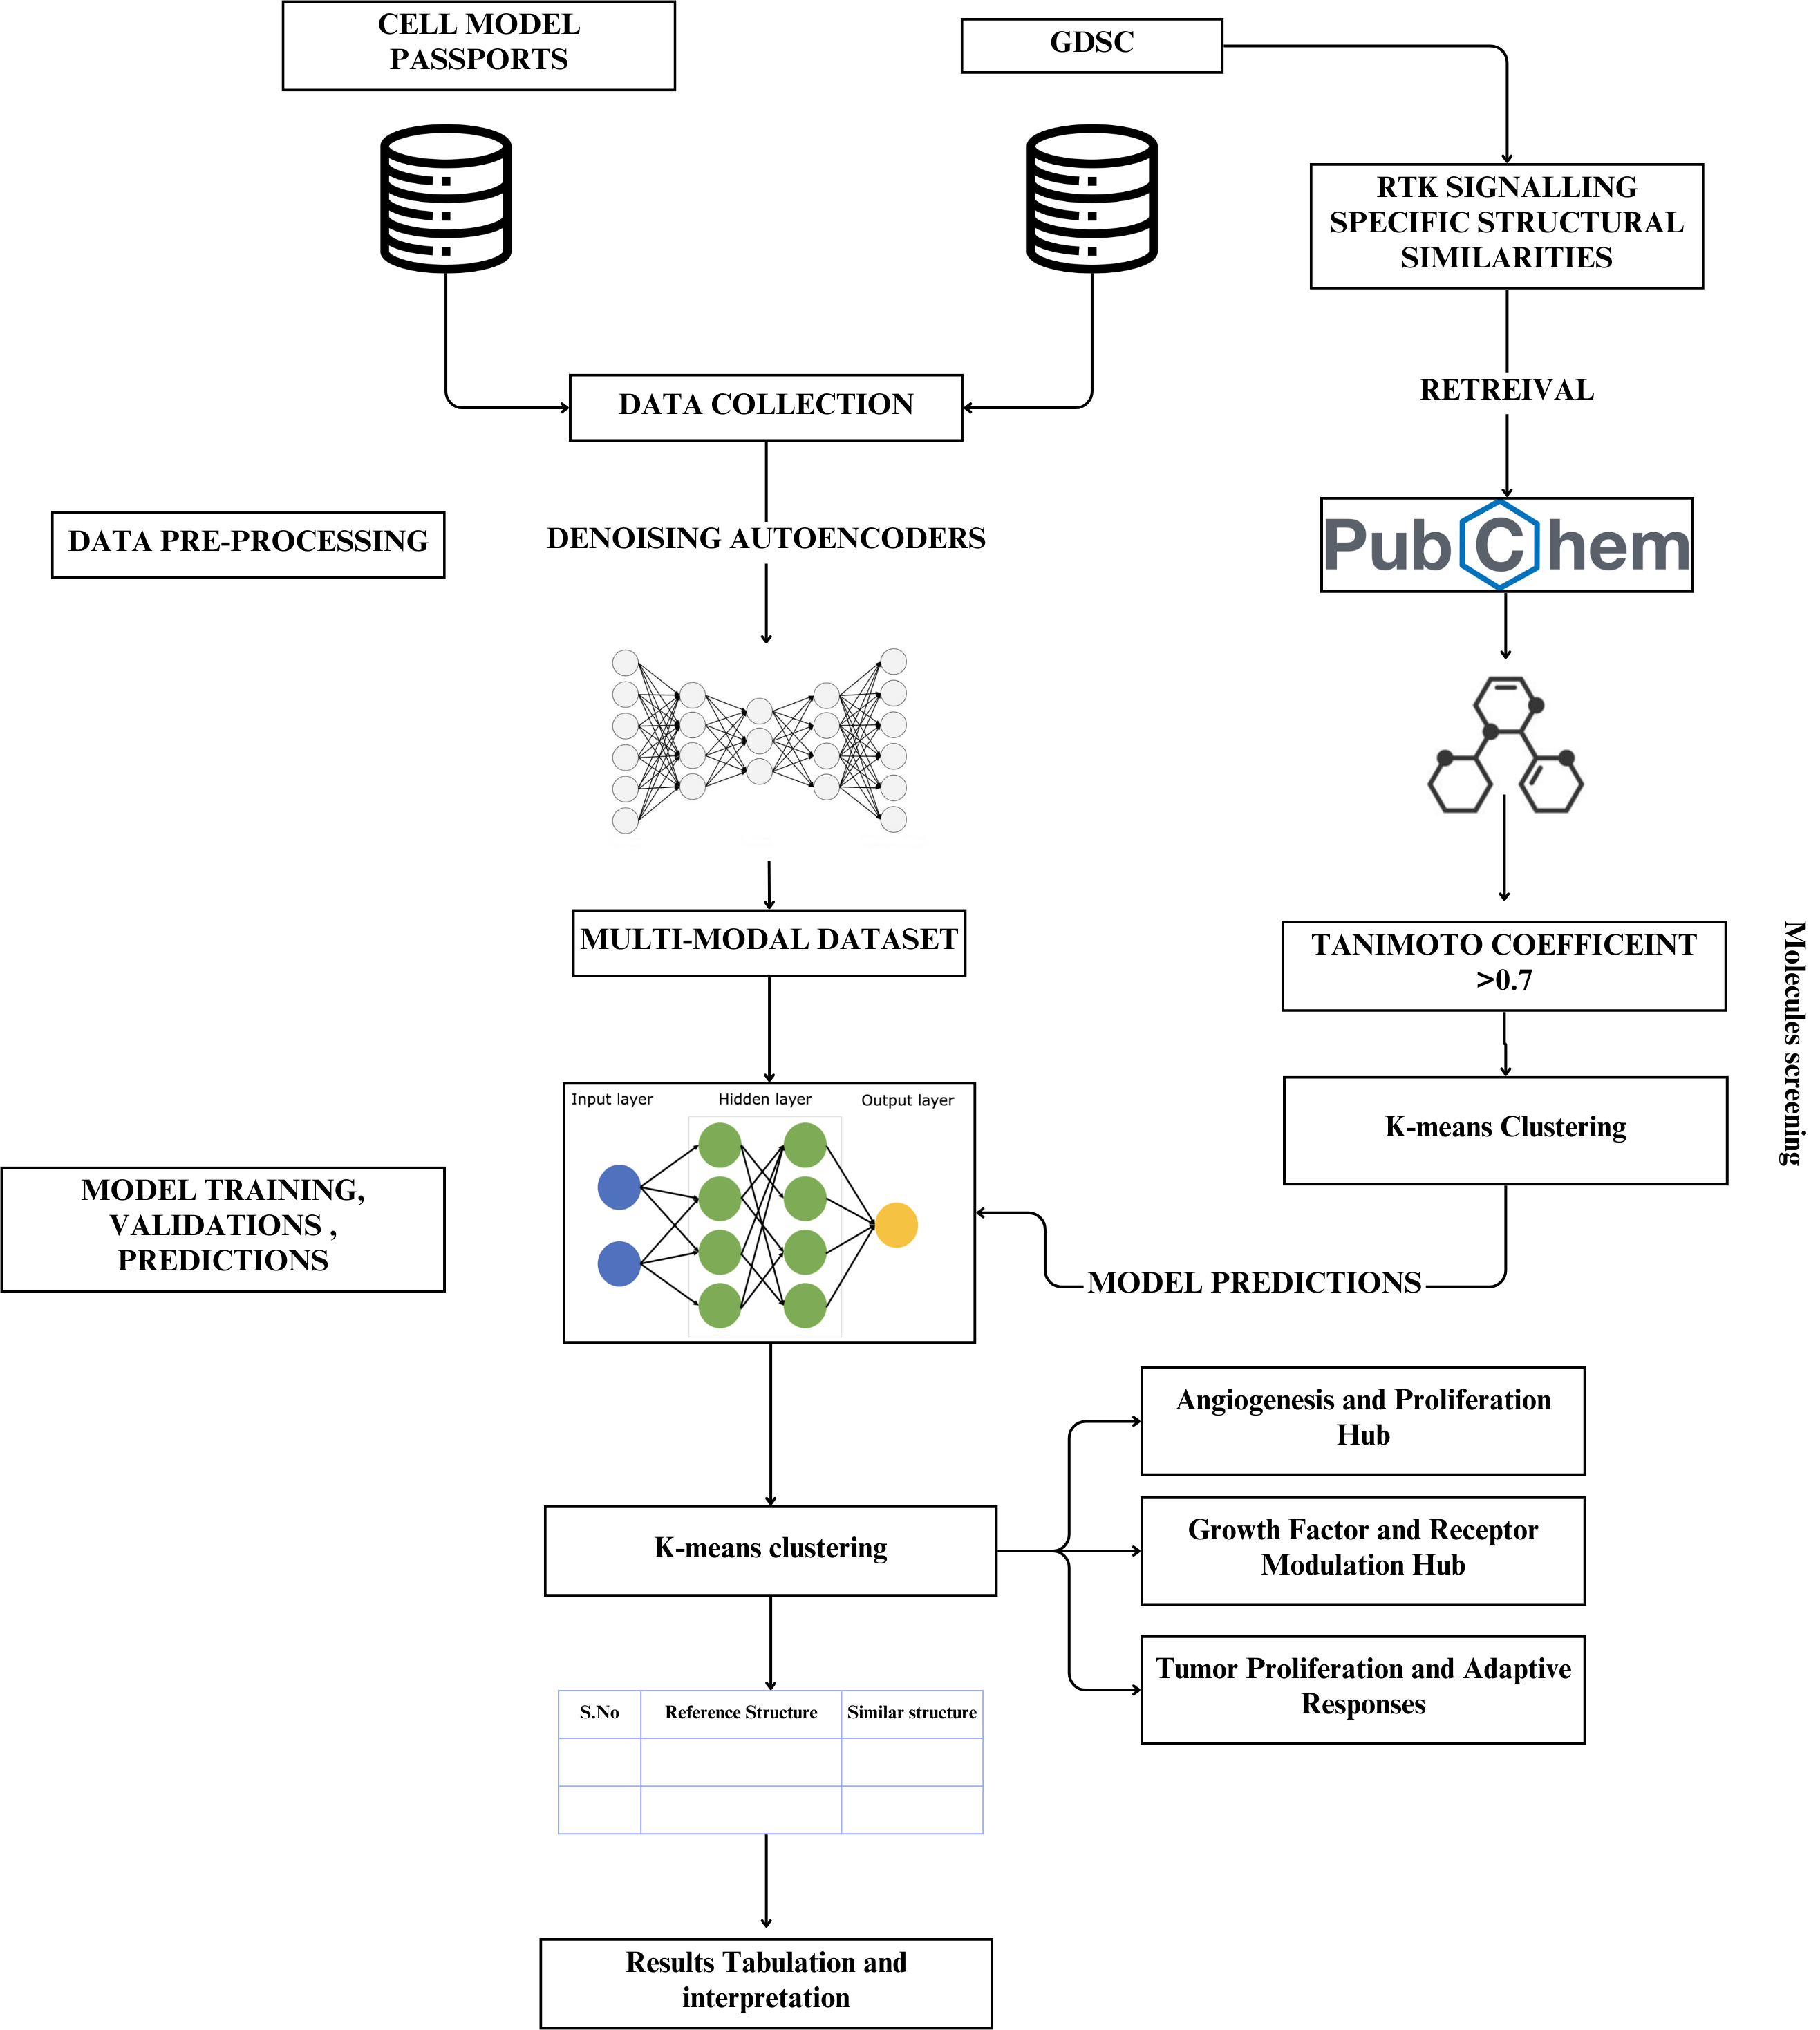 CELL MODEL
PASSPORTS
GDSC
RTK SIGNALLING
SPECIFIC STRUCTURAL
SIMILARITIES
DATA COLLECTION
RETREIVAL
DATA PRE-PROCESSING
DENOISING AUTOENCODERS
PubChem
MULTI-MODAL DATASET
TANIMOTO COEFFICEINT
>0.7
Molecules screening
K-means Clustering
Input layer
Hidden layer
Output layer
MODEL TRAINING,
VALIDATIONS ,
PREDICTIONS
MODEL PREDICTIONS
Angiogenesis and Proliferation
Hub
K-means clustering
Growth Factor and Receptor
Modulation Hub
Tumor Proliferation and Adaptive
Responses
S.No
Reference Structure
Similar structure
Results Tabulation and
interpretation